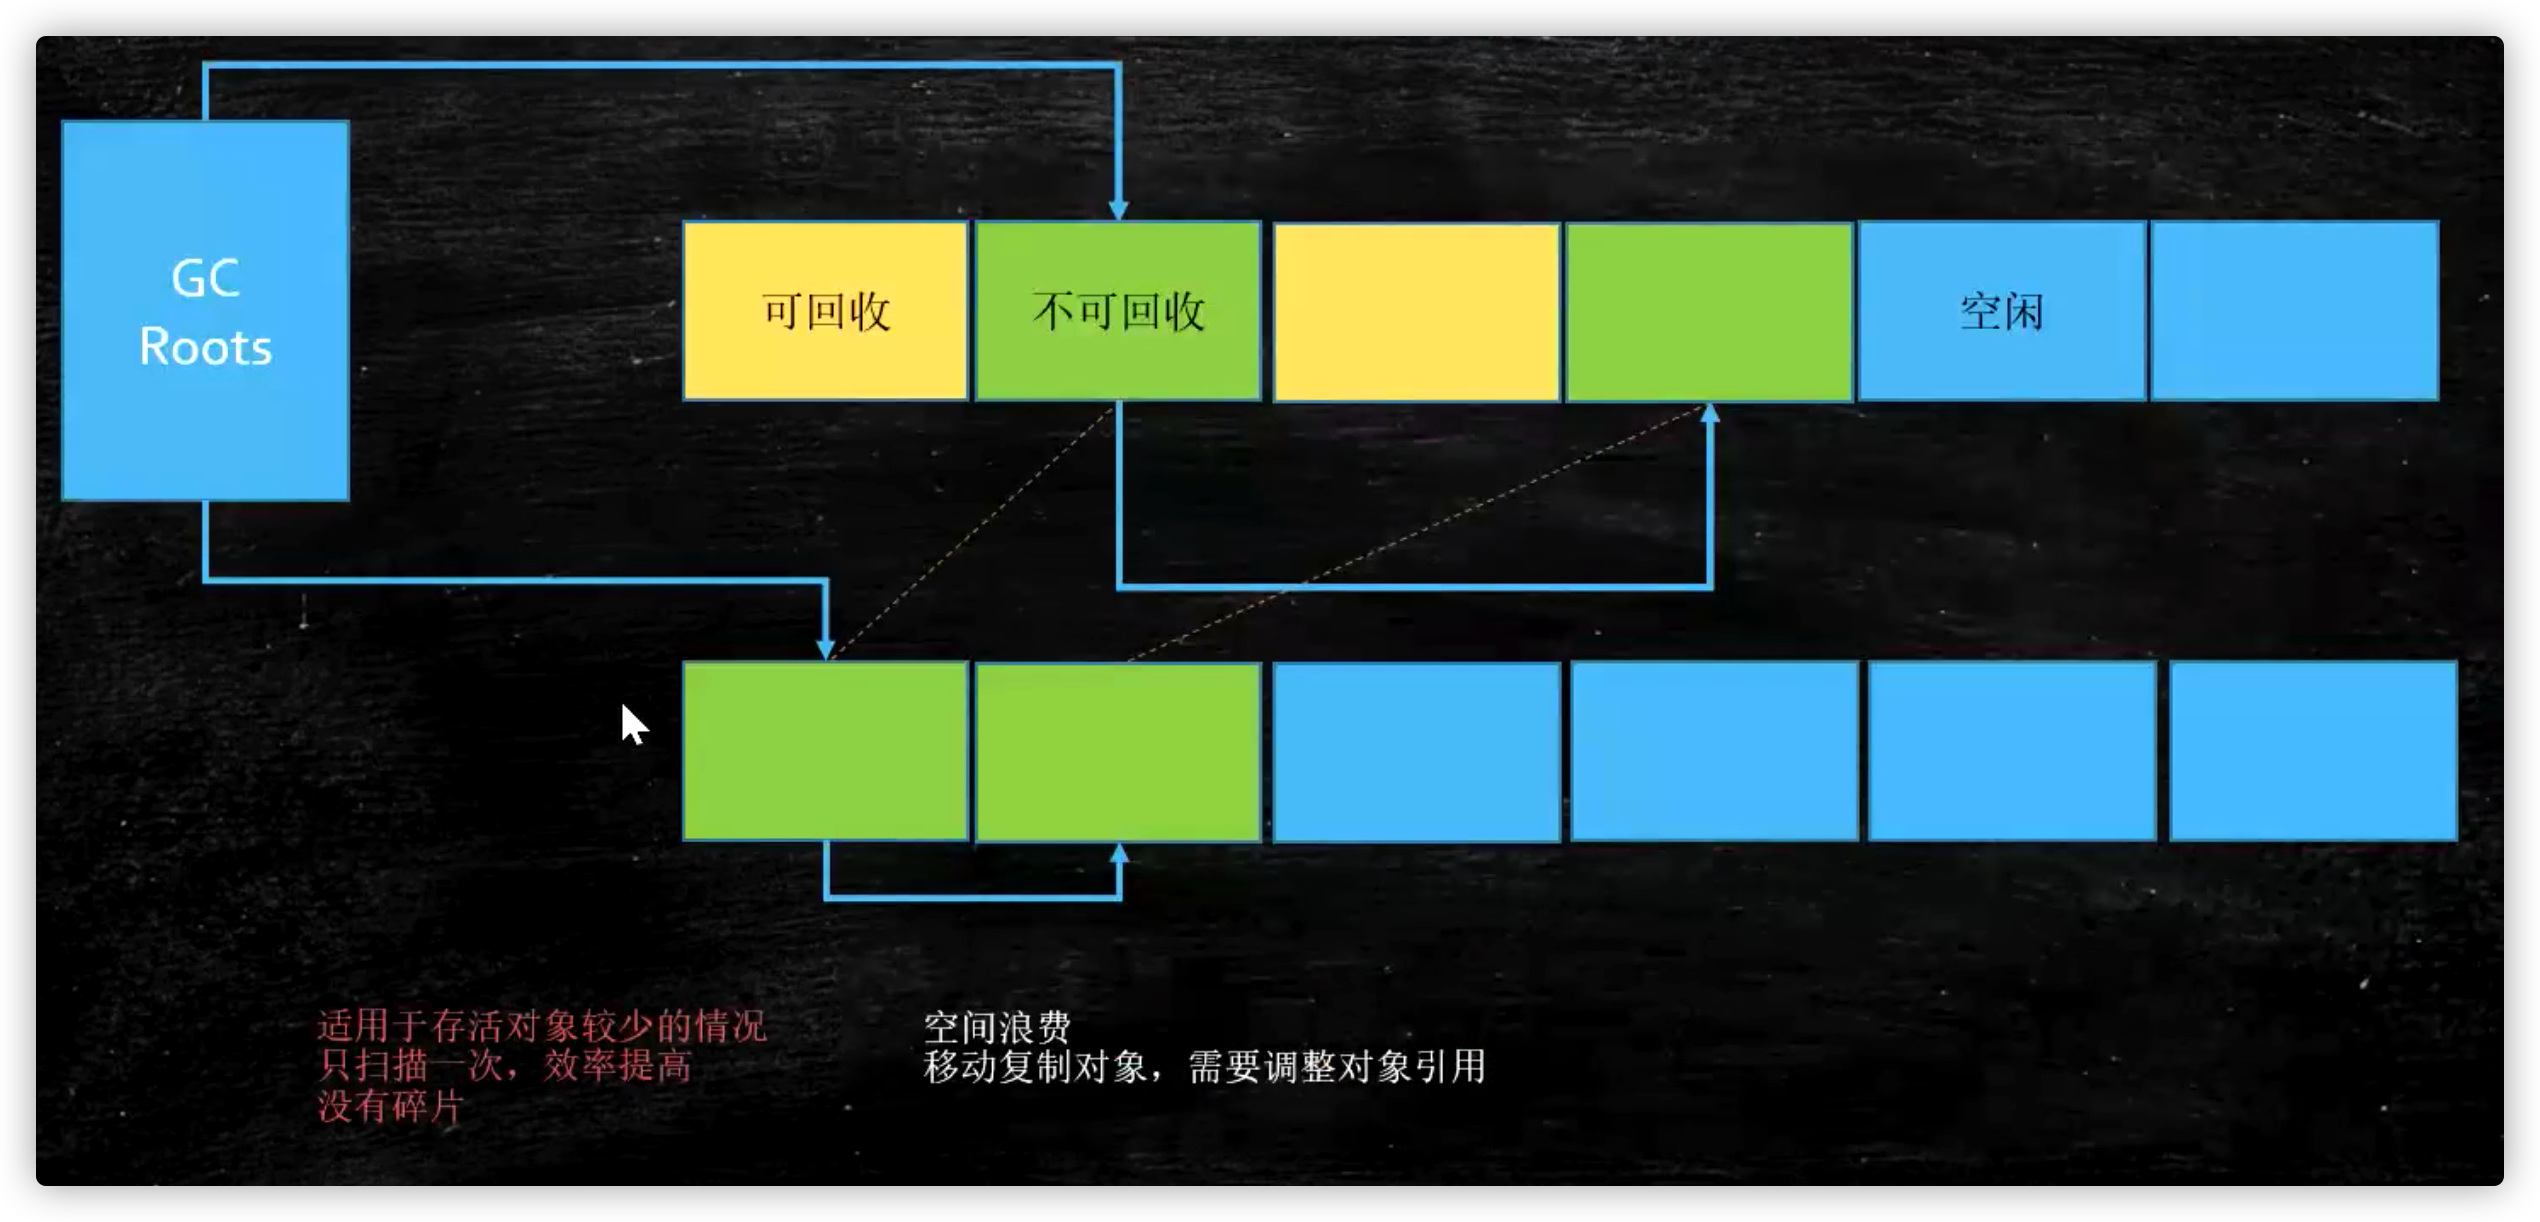 GC
Roots
可回收
不可回收
空闲
适用于存活对象较少的情况
只扫描一次，效率提高
没有碎片
空间浪费
移动复制对象，需要调整对象引用